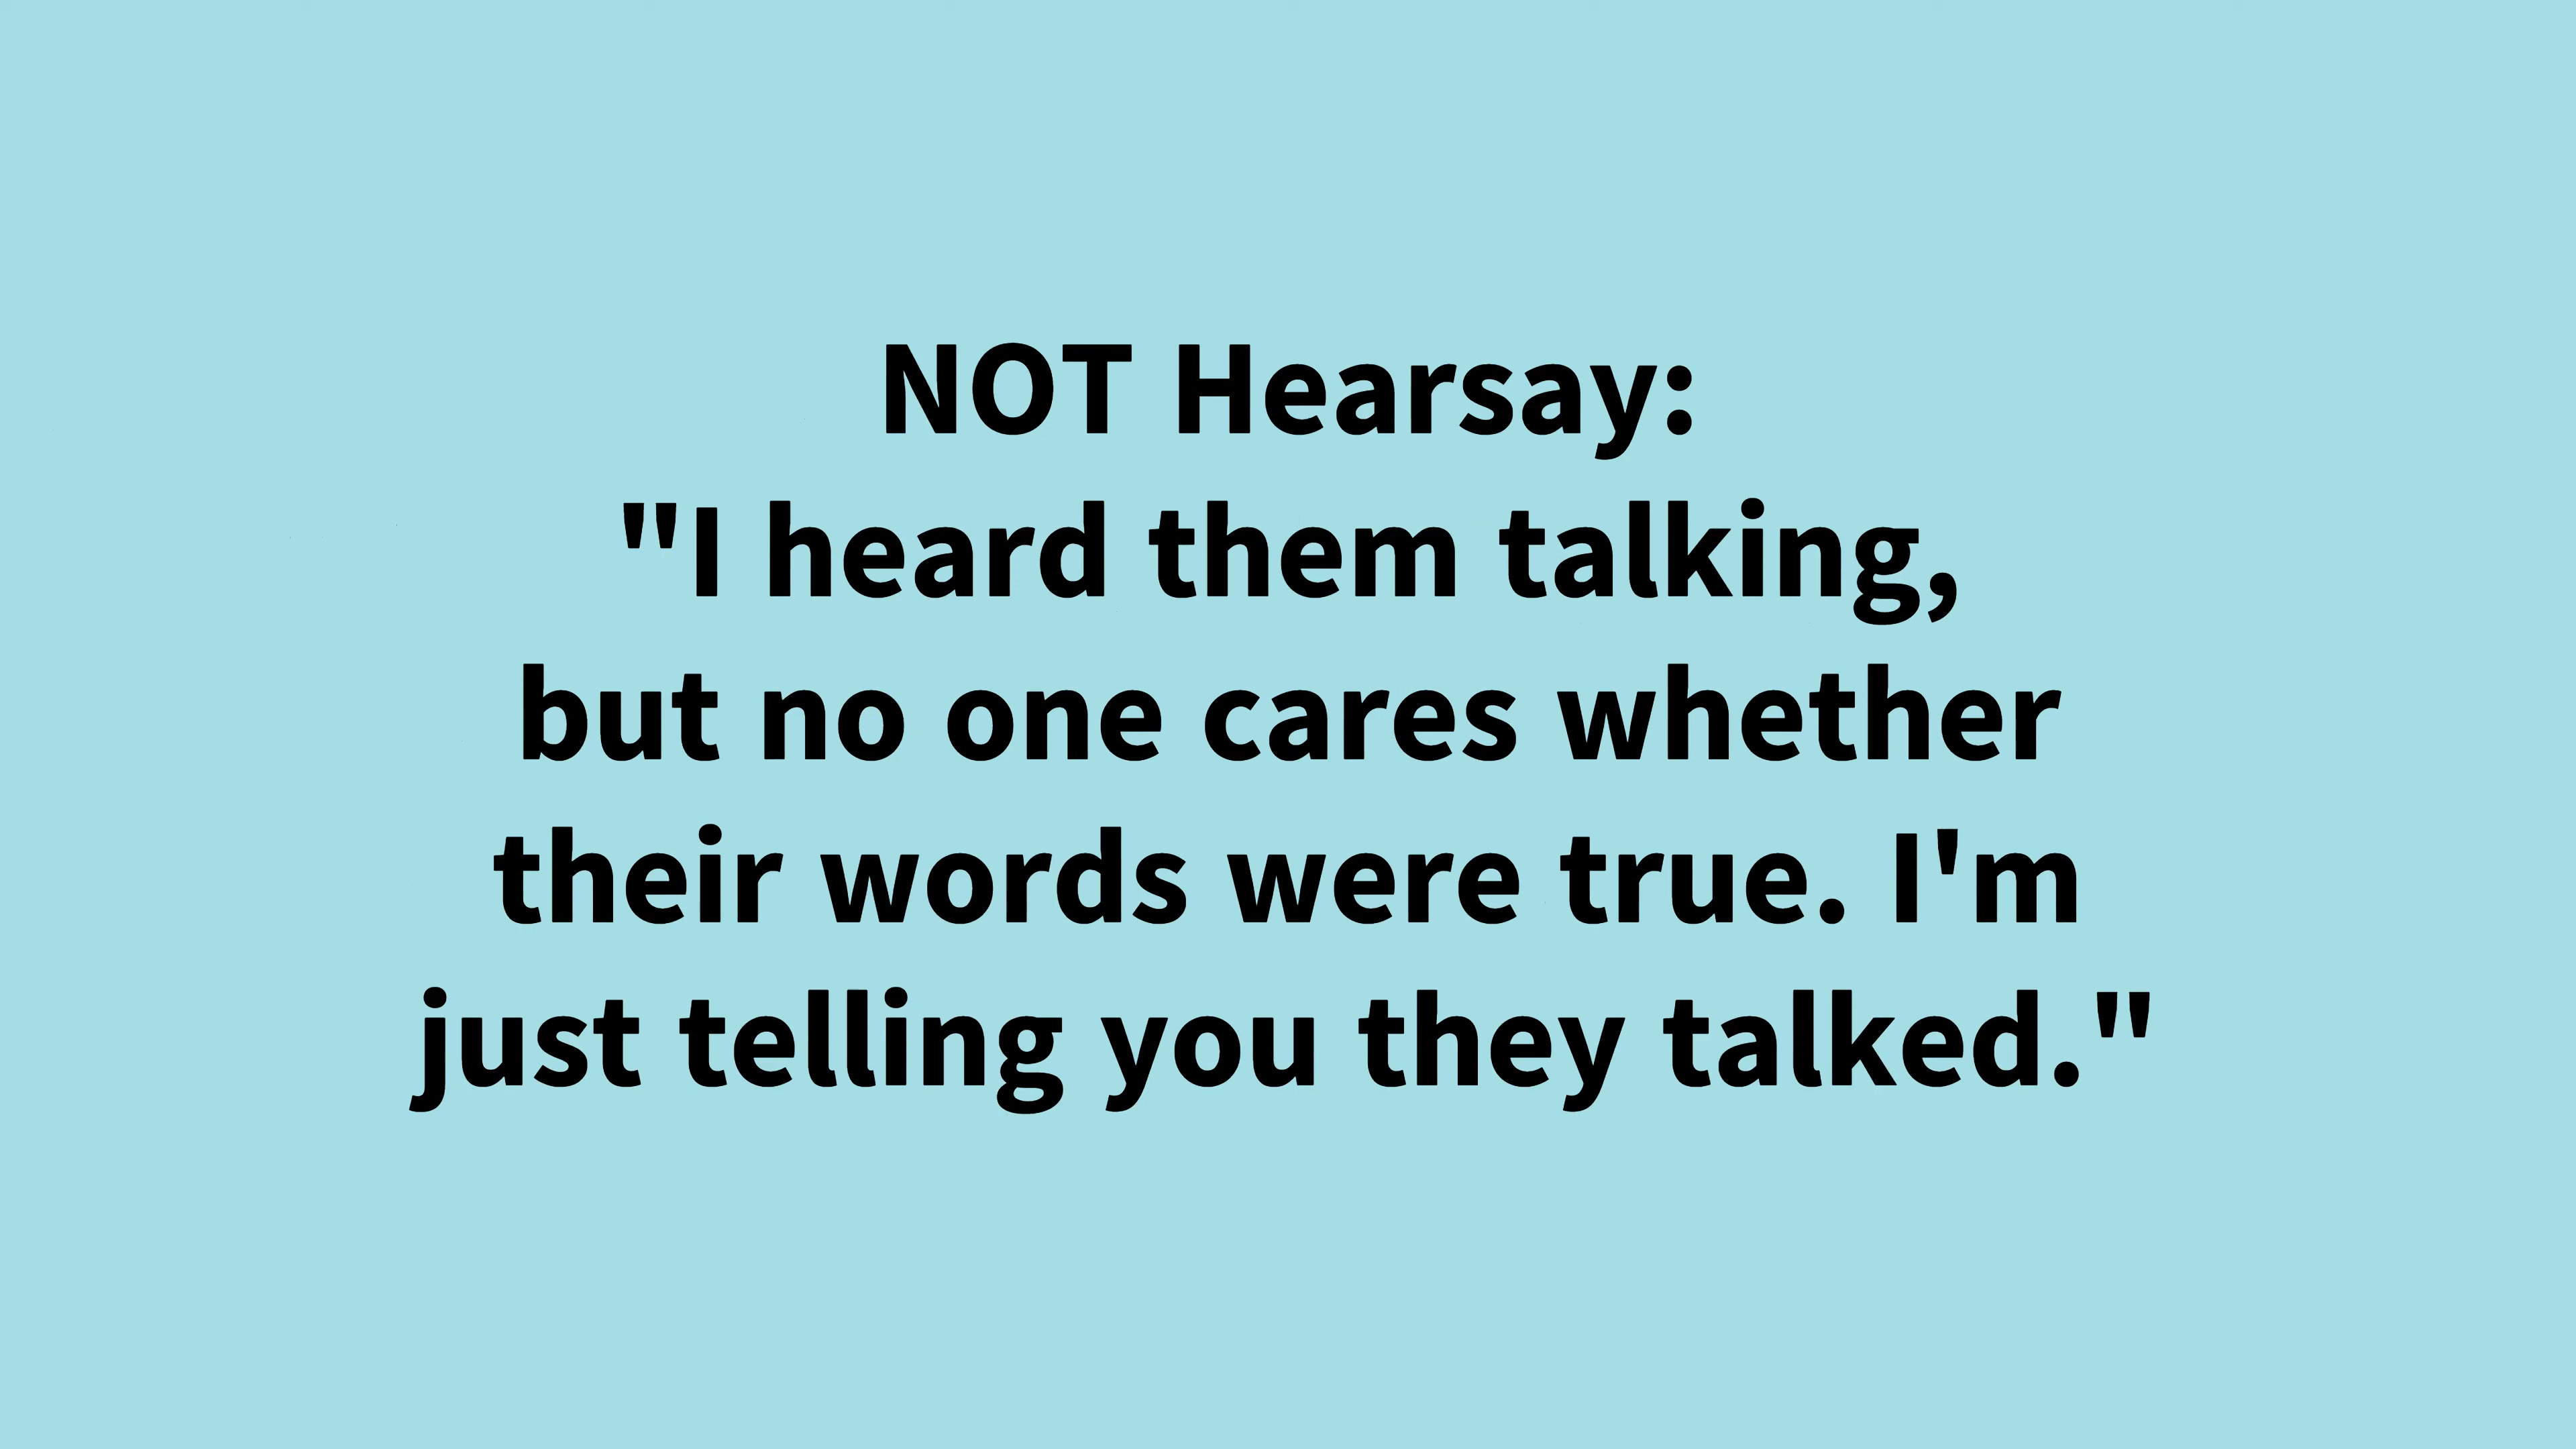 NOT Hearsay:
"I heard them talking,
but no one cares whether
their words were true. I'm
just telling you they talked."